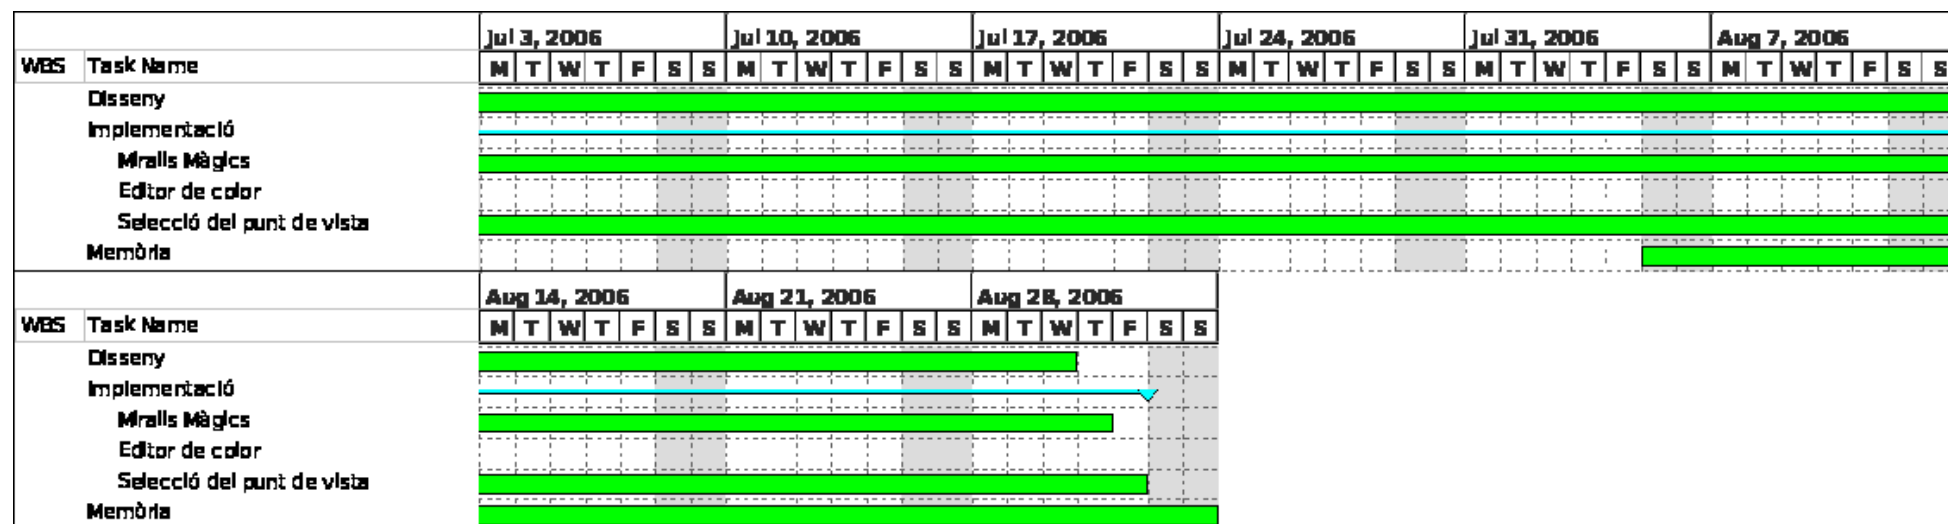 Jul 3, 2006 Jul 10, 2006 Jul 17, 2006 Jul 24, 2006 Jul 31, 2006 Aug 7, 2006
WBS Task Name M T W T F S S M T W T F S S M T W T F S S M T W T F S S M T W T F S S M T W T F S S
Disseny
Implementació
Miralls Màgics
Editor de color
Selecció del punt de vista
Memòria
Aug 14, 2006 Aug 21, 2006 Aug 28, 2006
WBS Task Name M T W T F S S M T W T F S S M T W T F S S
Disseny
Implementació
Miralls Màgics
Editor de color
Selecció del punt de vista
Memòria